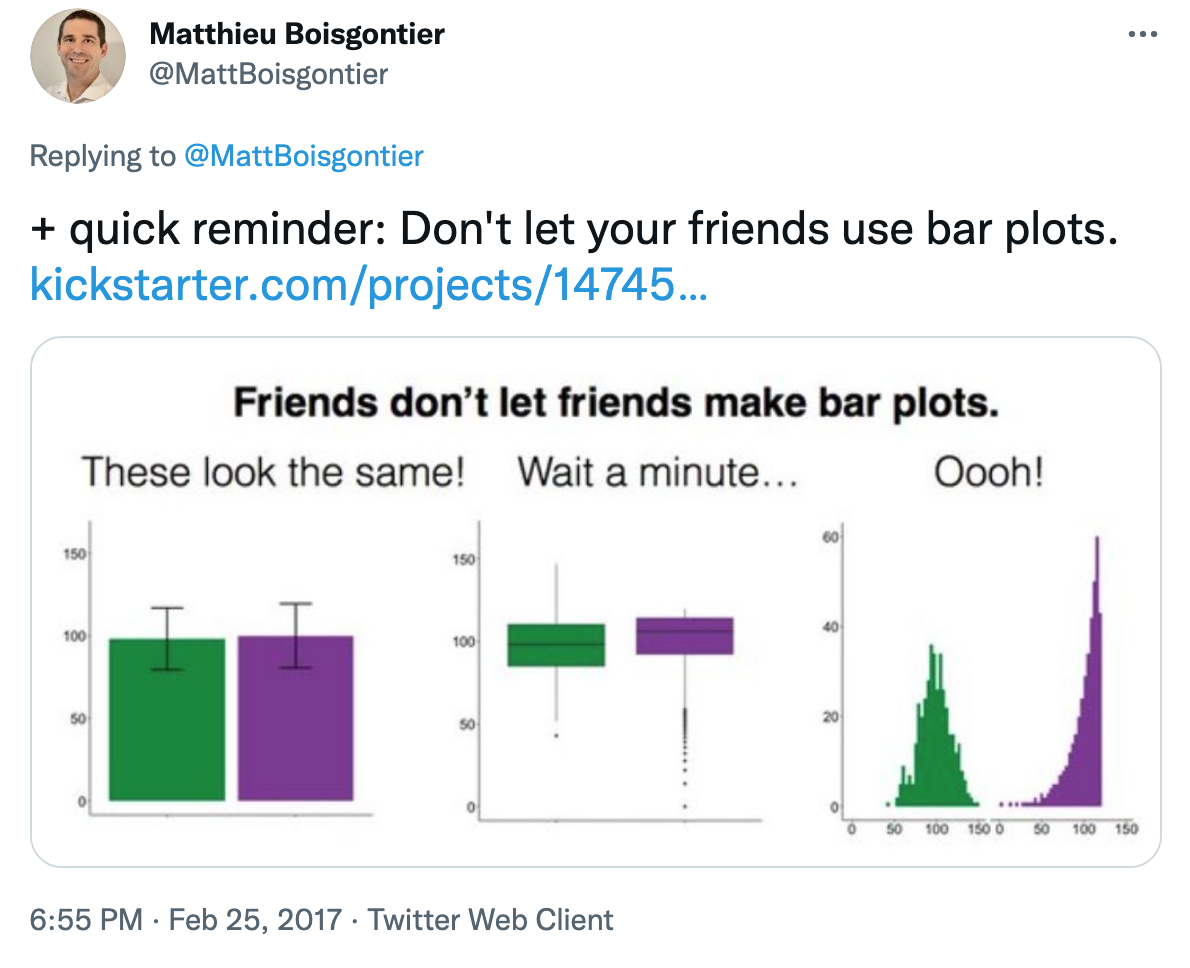 Matthieu Boisgontier
@MattBoisgontier
Replying to @MattBoisgontier
+ quick reminder: Don't let your friends use bar plots.
kickstarter.com/projects/14745…
Friends don’t let friends make bar plots.
These look the same!
Wait a minute…
Oooh!
150
100
50
0
150
100
50
0
60
40
20
0
0 50 100 150 0 50 100 150
6:55 PM · Feb 25, 2017 · Twitter Web Client